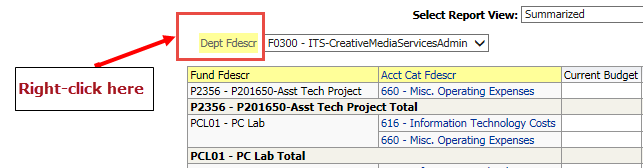 Select Report View: Summarized
Dept Fdescr F0300 - ITS-CreativeMediaServicesAdmin
Right-click here
Fund Fdescr Acct Cat Fdescr Current Budget
P2356 - P201650-Asst Tech Project 660 - Misc. Operating Expenses
P2356 - P201650-Asst Tech Project Total
PCL01 - PC Lab 616 - Information Technology Costs
660 - Misc. Operating Expenses
PCL01 - PC Lab Total